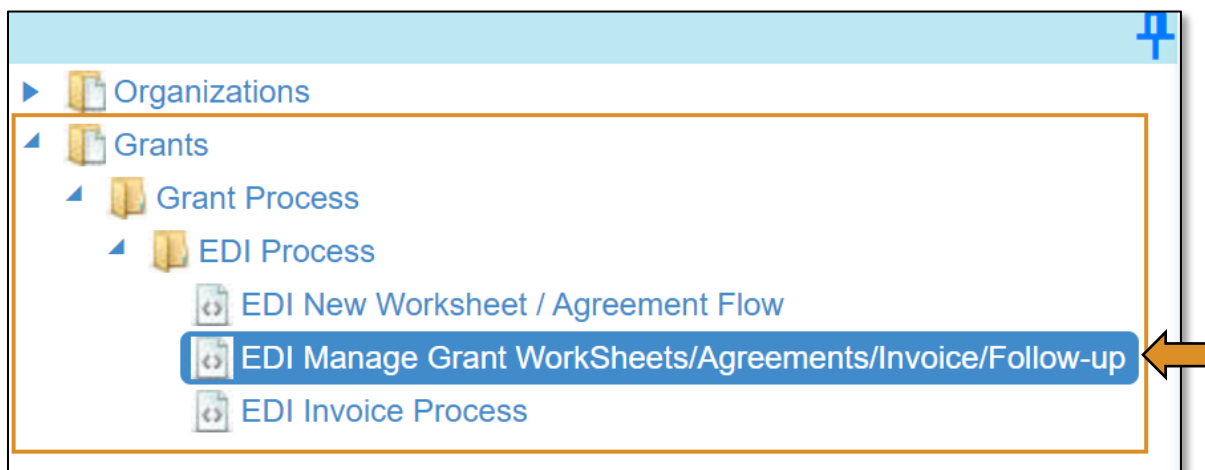 Organizations
Grants
Grant Process
EDI Process
EDI New Worksheet / Agreement Flow
EDI Manage Grant WorkSheets/Agreements/Invoice/Follow-up
EDI Invoice Process